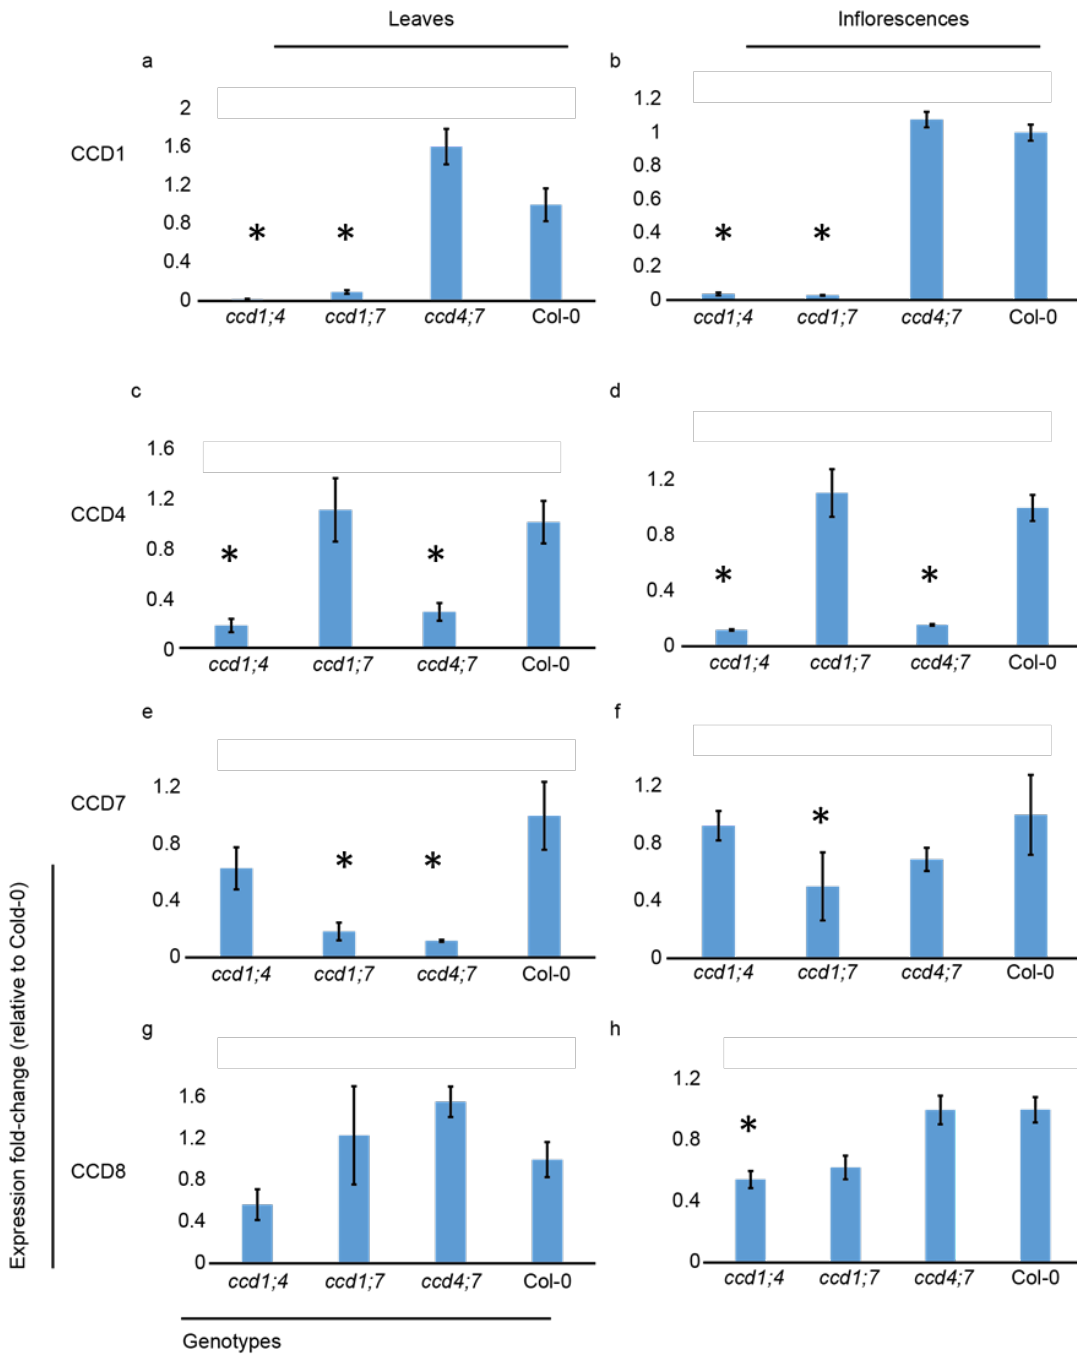 Leaves
Inflorescences
a
b
2
1.6
1.2
0.8
0.4
0
CCD1
*
*
ccd1;4
ccd1;7
ccd4;7
Col-0
1.2
1
0.8
0.6
0.4
0.2
0
*
*
ccd1;4
ccd1;7
ccd4;7
Col-0
c
d
1.6
1.2
0.8
0.4
0
CCD4
*
*
ccd1;4
ccd1;7
ccd4;7
Col-0
1.2
0.8
0.4
0
*
*
ccd1;4
ccd1;7
ccd4;7
Col-0
e
f
1.2
0.8
0.4
0
CCD7
*
*
ccd1;4
ccd1;7
ccd4;7
Col-0
1.2
0.8
0.4
0
*
ccd1;4
ccd1;7
ccd4;7
Col-0
g
h
1.6
1.2
0.8
0.4
0
CCD8
ccd1;4
ccd1;7
ccd4;7
Col-0
1.2
0.8
0.4
0
*
ccd1;4
ccd1;7
ccd4;7
Col-0
Expression fold-change (relative to Cold-0)
Genotypes